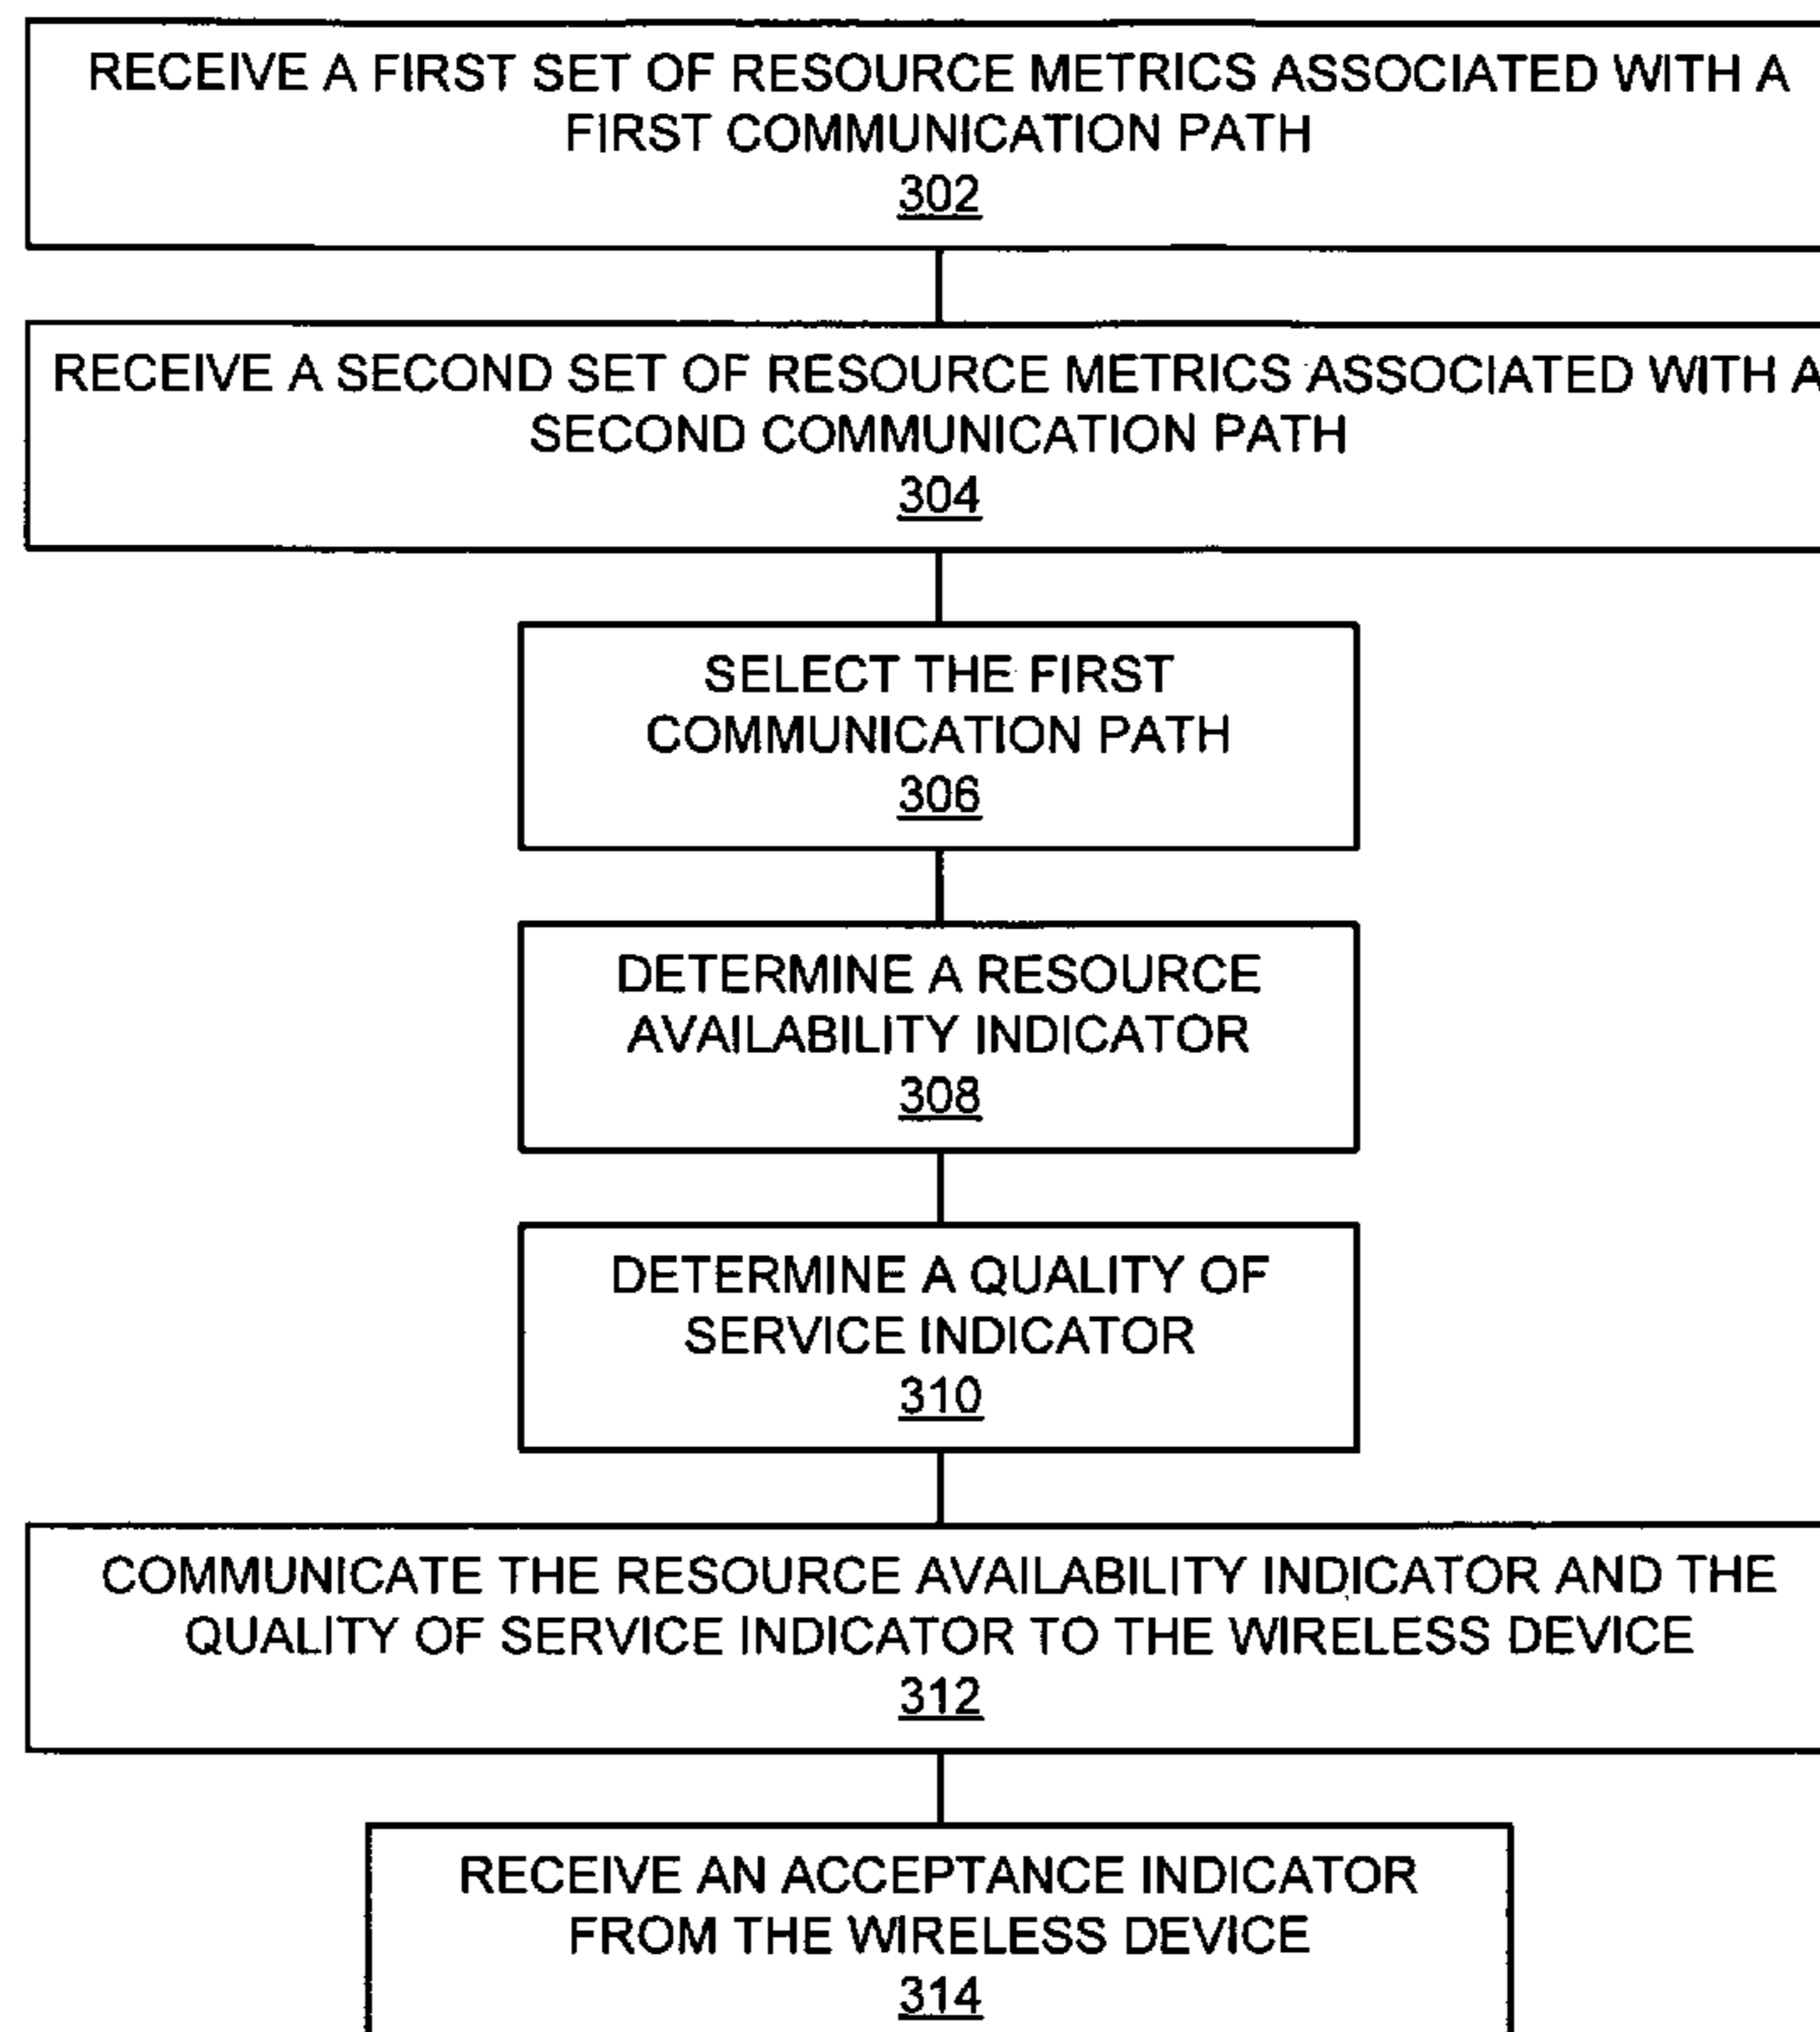 RECEIVE A FIRST SET OF RESOURCE METRICS ASSOCIATED WITH A
FIRST COMMUNICATION PATH
302
RECEIVE A SECOND SET OF RESOURCE METRICS ASSOCIATED WITH A
SECOND COMMUNICATION PATH
304
SELECT THE FIRST
COMMUNICATION PATH
306
DETERMINE A RESOURCE
AVAILABILITY INDICATOR
308
DETERMINE A QUALITY OF
SERVICE INDICATOR
310
COMMUNICATE THE RESOURCE AVAILABILITY INDICATOR AND THE
QUALITY OF SERVICE INDICATOR TO THE WIRELESS DEVICE
312
RECEIVE AN ACCEPTANCE INDICATOR
FROM THE WIRELESS DEVICE
314